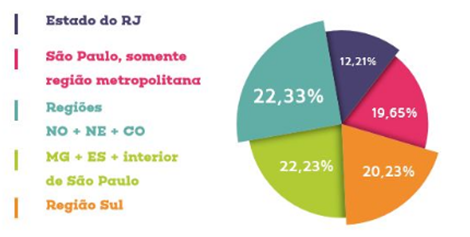 Estado do RJ
São Paulo, somente
região metropolitana
Regiões
NO + NE + CO
MG + ES + interior
de São Paulo
Região Sul
12,21%
19,65%
20,23%
22,23%
22,33%